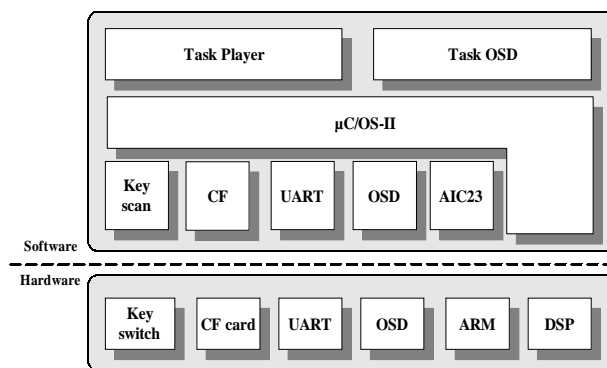 Task Player
Task OSD
μC/OS-II
Key
scan
CF
UART
OSD
AIC23
Software
Hardware
Key
switch
CF card
UART
OSD
ARM
DSP